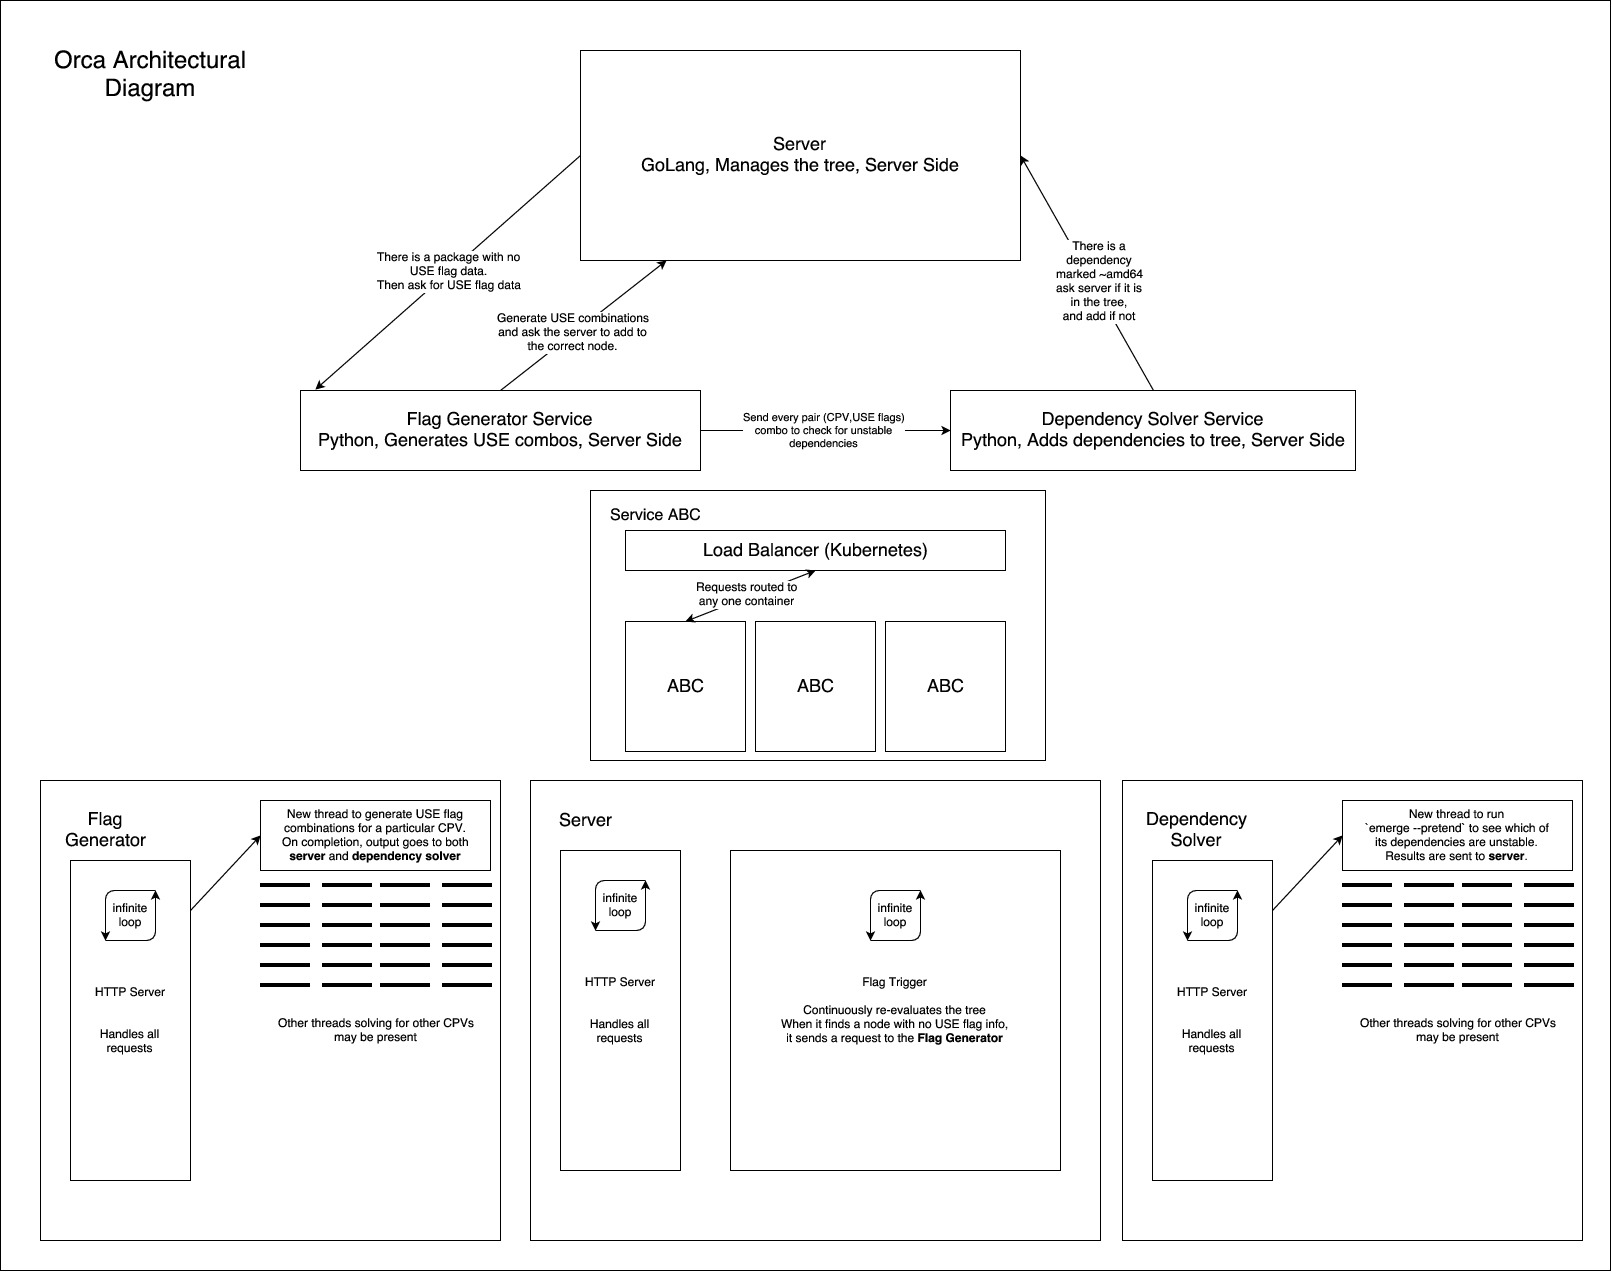 Orca Architectural
Diagram
Server
GoLang, Manages the tree, Server Side
There is a package with no
USE flag data.
Then ask for USE flag data
Generate USE combinations
and ask the server to add to
the correct node.
There is a
dependency
marked ~amd64
ask server if it is
in the tree,
and add if not
Flag Generator Service
Python, Generates USE combos, Server Side
Send every pair (CPV,USE flags)
combo to check for unstable
dependencies
Dependency Solver Service
Python, Adds dependencies to tree, Server Side
Service ABC
Load Balancer (Kubernetes)
Requests routed to
any one container
ABC
ABC
ABC
Flag
Generator
New thread to generate USE flag
combinations for a particular CPV.
On completion, output goes to both
server and dependency solver
infinite
loop
HTTP Server
Handles all
requests
Other threads solving for other CPVs
may be present
Server
infinite
loop
HTTP Server
Handles all
requests
infinite
loop
Flag Trigger
Continuously re-evaluates the tree
When it finds a node with no USE flag info,
it sends a request to the Flag Generator
Dependency
Solver
New thread to run
`emerge --pretend` to see which of
its dependencies are unstable.
Results are sent to server.
infinite
loop
HTTP Server
Handles all
requests
Other threads solving for other CPVs
may be present